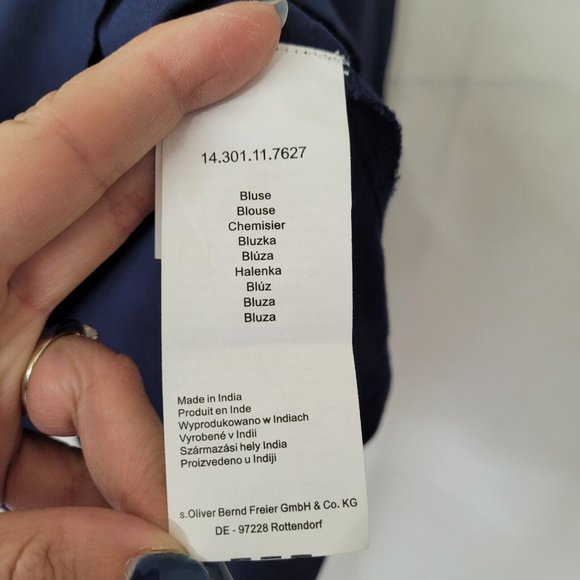 14.301.11.7627
Bluse
Blouse
Chemisier
Bluzka
Blúza
Halenka
Blúz
Bluza
Bluza
Made in India
Produit en Inde
Wyprodukowano w Indiach
Vyrobené v Indii
Származási hely India
Proizvedeno u Indiji
s.Oliver Bernd Freier GmbH & Co. KG
DE - 97228 Rottendorf